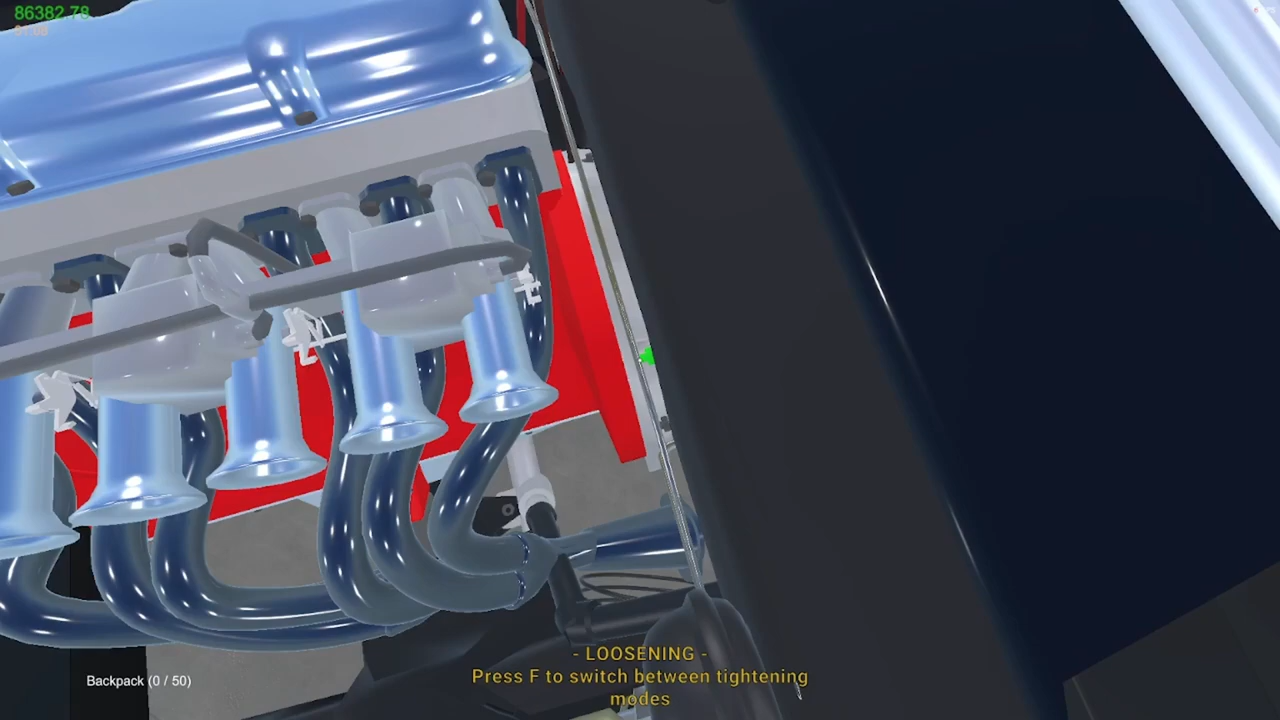 86382.78
Backpack (0 / 50)
- LOOSENING -
Press F to switch between tightening
modes